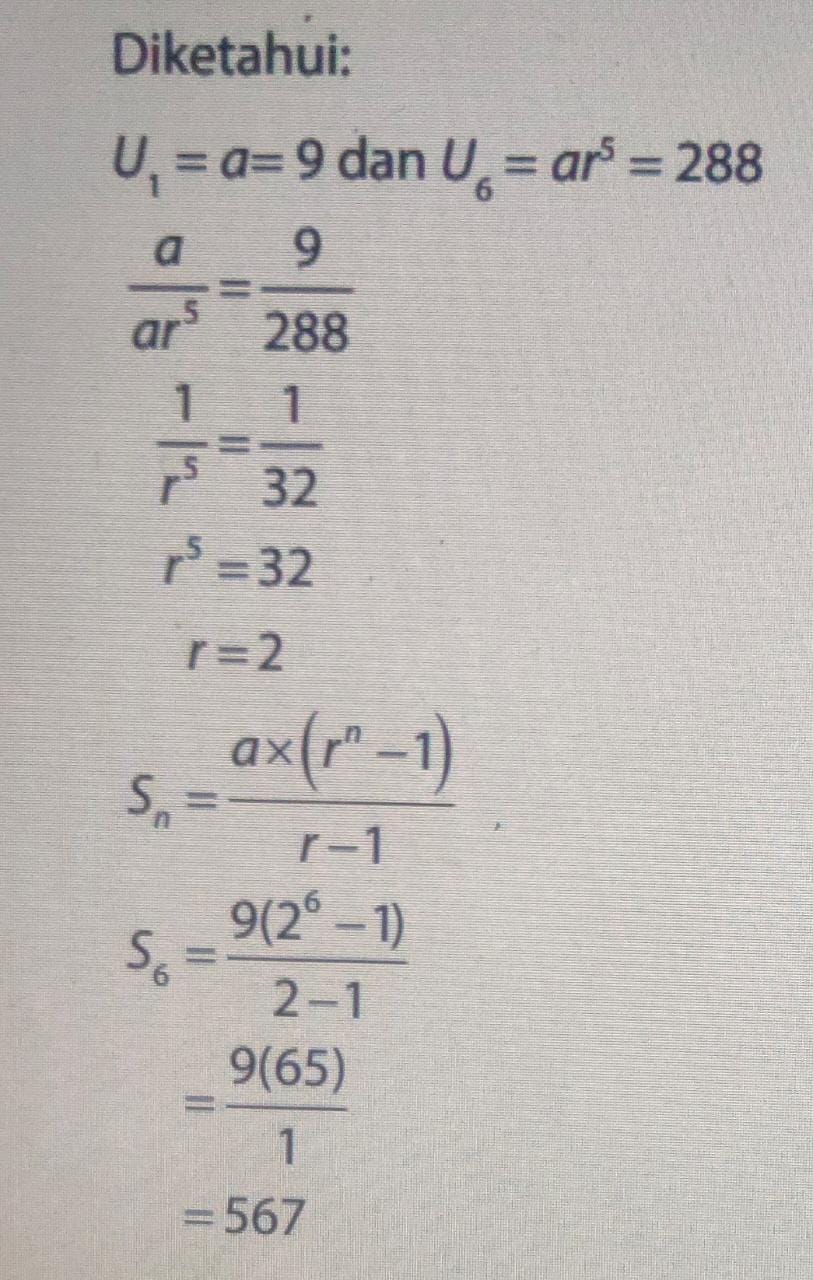 Diketahui:
U₁ = a= 9 dan U₆ = ar⁵ = 288
a/ar⁵ = 9/288
1/r⁵ = 1/32
r⁵ = 32
r = 2
Sₙ = a×(rⁿ −1)/r−1
S₆ = 9(2⁶ −1)/2−1
= 9(65)/1
= 567